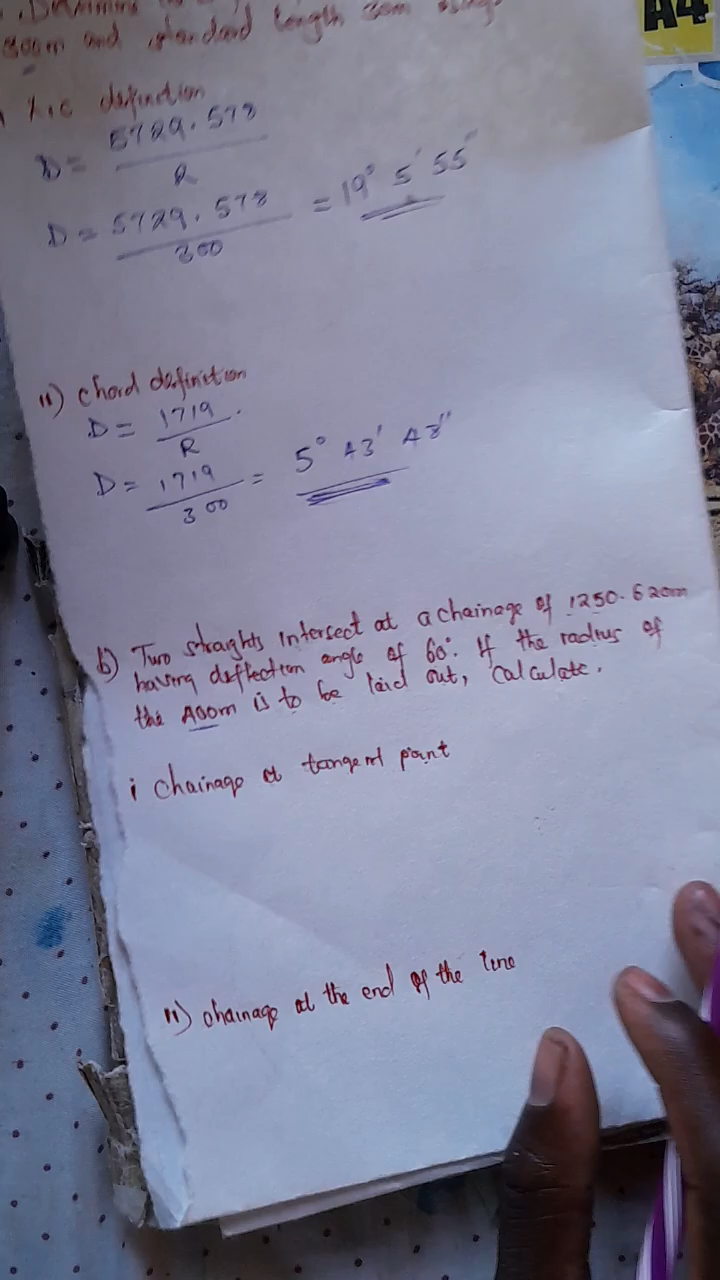 A4
300m and standard length 30m using
Arc definition
D = 5729.578
R
D = 5729.578 = 19° 5' 55"
300
ii) chord definition
D = 1719
R
D = 1719 = 5° 43' 48"
300
b) Two straights intersect at a chainage of 1250.620m
having deflection angle of 60°. If the radius of
the 400m is to be laid out, calculate.
i chainage at tangent point
ii) chainage at the end of the line